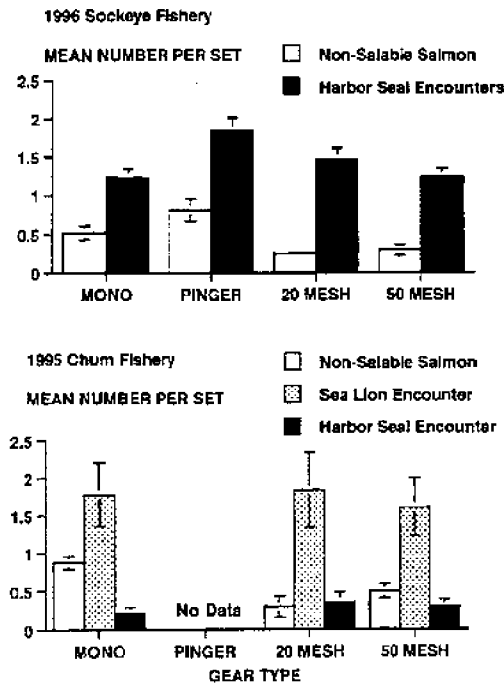 1996 Sockeye Fishery
MEAN NUMBER PER SET
Non-Salable Salmon
Harbor Seal Encounters
2.5
2
1.5
1
0.5
0
MONO PINGER 20 MESH 50 MESH
1995 Chum Fishery
MEAN NUMBER PER SET
Non-Salable Salmon
Sea Lion Encounter
Harbor Seal Encounter
2.5
2
1.5
1
0.5
0
No Data
MONO PINGER 20 MESH 50 MESH
GEAR TYPE